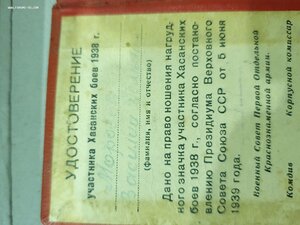 УДОСТОВЕРЕНИЕ
участника Хасанских боев 1938 г.
(фамилия, имя и отчество)
Дано на право ношения нагруд-
ного значка участника Хасанских
боев 1938 г., согласно постано-
влению Президиума Верховного
Совета Союза ССР от 5 июня
1939 года.
Военный Совет Первой Отдельной
Краснознаменной армии.
Комдив Корпусной комиссар